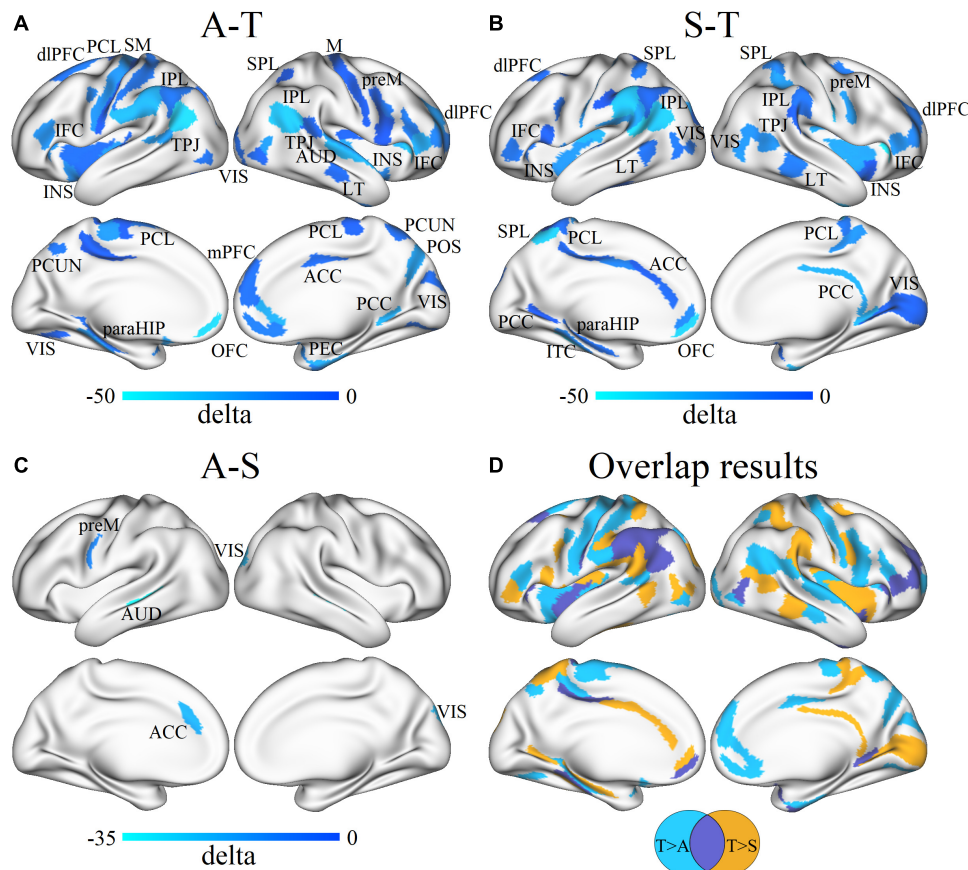 A A-T
dlPFC PCL SM M
SPL preM
IPL IPL
dlPFC
IFC
TPJ TPJ AUD INS IFC
INS VIS LT
PCL PCL PCUN
mPFC POS
PCUN ACC
PCC VIS
paraHIP
VIS OFC PEC
-50 0
delta
B S-T
dlPFC SPL SPL preM
IPL IPL dlPFC
IFC VIS VIS TPJ
INS LT LT INS IFC
SPL PCL PCL
ACC
PCC VIS
PCC paraHIP
ITC OFC
-50 0
delta
C A-S
preM
VIS
AUD
ACC VIS
-35 0
delta
D Overlap results
T>A T>S